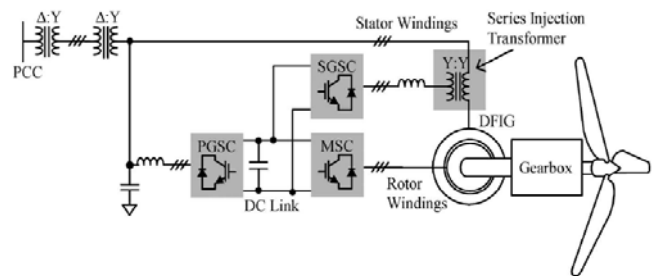 Δ:Y
Δ:Y
PCC
Stator Windings
Series Injection
Transformer
SGSC
Y:Y
DFIG
PGSC
MSC
DC Link
Rotor
Windings
Gearbox